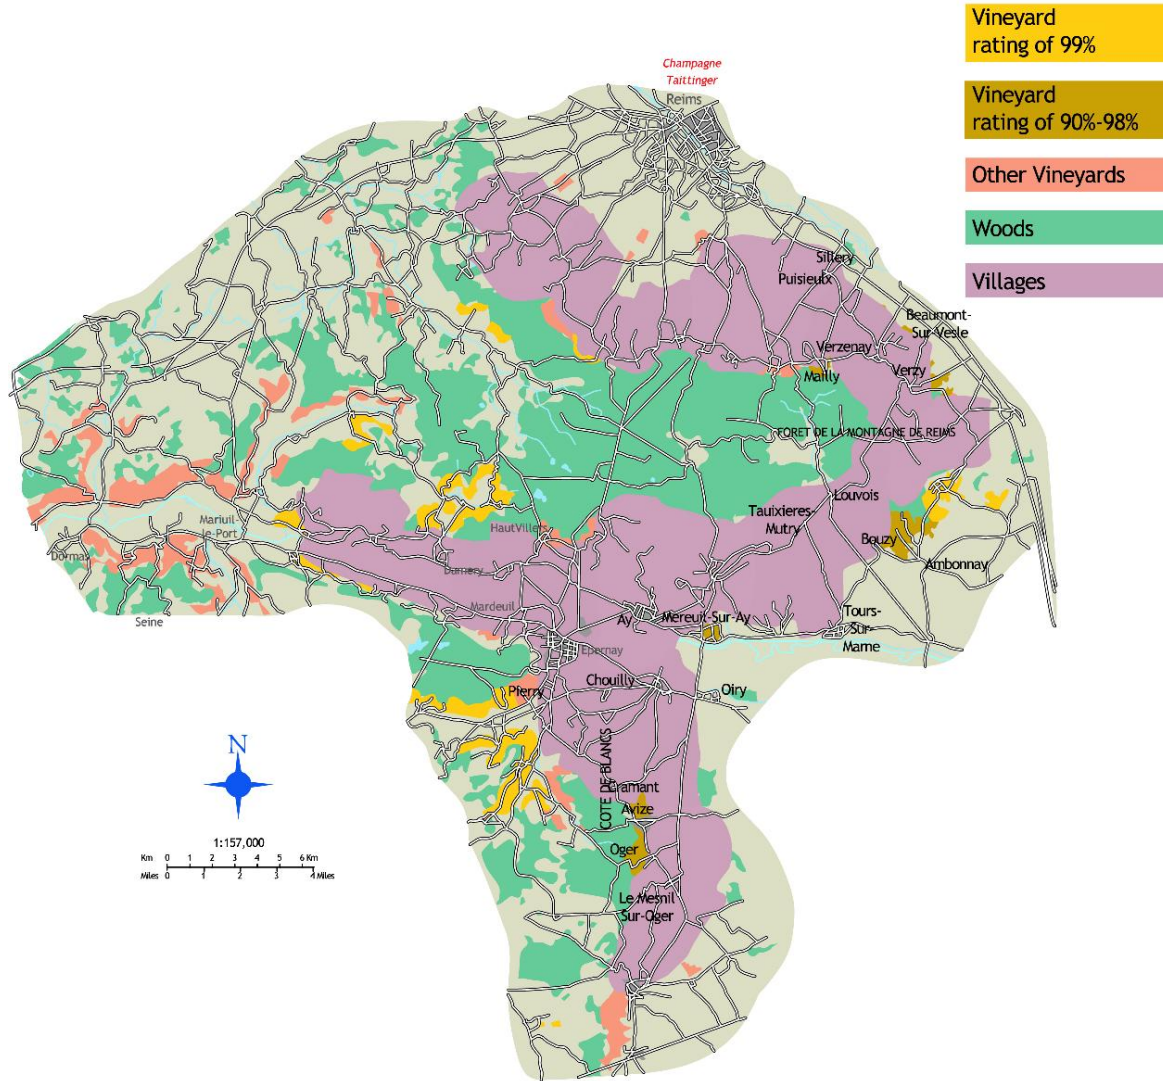 Vineyard
rating of 99%
Vineyard
rating of 90%-98%
Other Vineyards
Woods
Villages
Champagne
Taittinger
Reims
Sillery
Puisieulx
Beaumont-
Sur-Vesle
Verzenay
Mailly
Verzy
FORET DE LA MONTAGNE DE REIMS
Louvois
Tauixieres-
Mutry
Bouzy
Ambonnay
HautVillers
Mariuil-
le-Port
Dormas
Damery
Seine
Mardeuil
Ay
Mereuil-Sur-Ay
Tours-
Sur-
Marne
Epernay
Pierry
Chouilly
Oiry
COTE DE BLANCS
Cramant
Avize
Oger
Le Mesnil
Sur-Oger
N
1:157,000
Km 0 1 2 3 4 5 6 Km
Miles 0 1 2 3 4 Miles